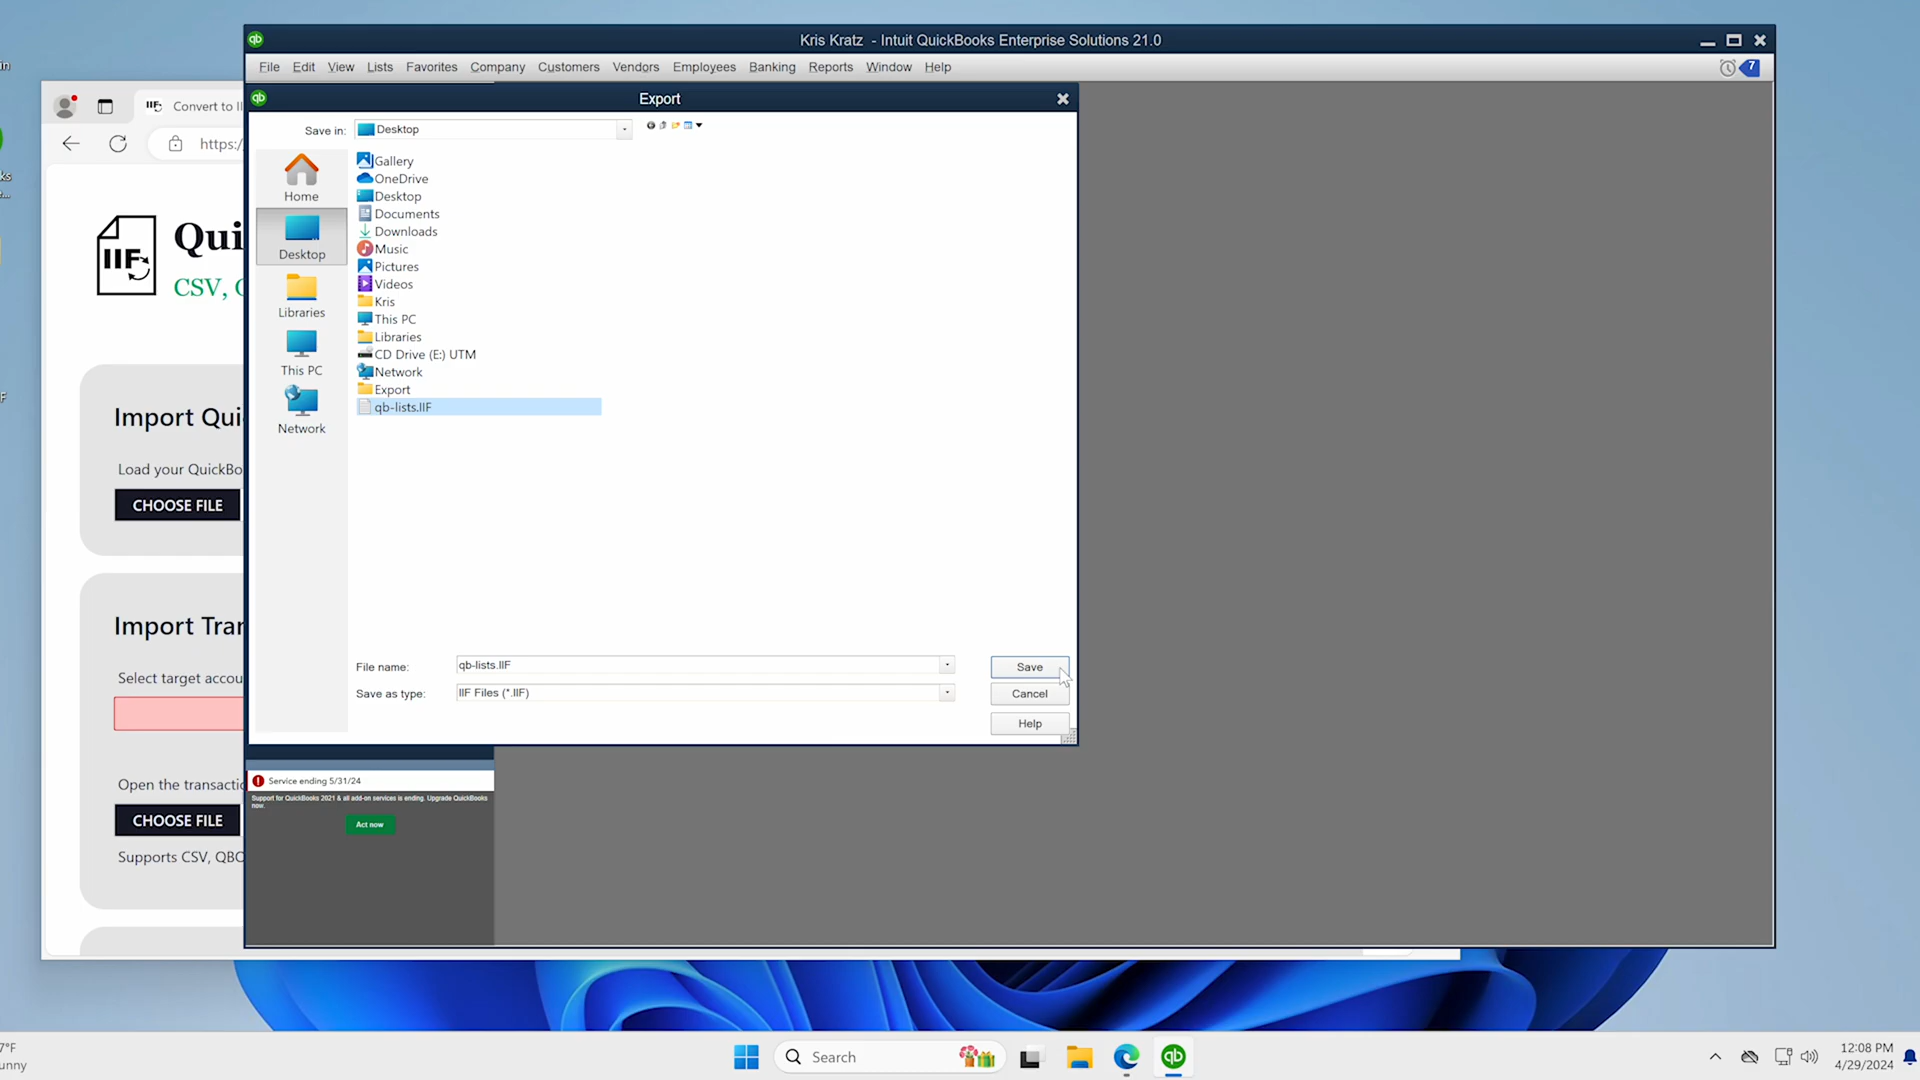 Kris Kratz - Intuit QuickBooks Enterprise Solutions 21.0
File Edit View Lists Favorites Company Customers Vendors Employees Banking Reports Window Help
7
Export
Save in: Desktop
Home
Desktop
Libraries
This PC
Network
Gallery
OneDrive
Desktop
Documents
Downloads
Music
Pictures
Videos
Kris
This PC
Libraries
CD Drive (E:) UTM
Network
Export
qb-lists.IIF
File name: qb-lists.IIF
Save as type: IIF Files (*.IIF)
Save
Cancel
Help
Service ending 5/31/24
Support for QuickBooks 2021 & all add-on services is ending. Upgrade QuickBooks
now.
Act now
IIF Convert to II
https:/
IIF
Qui
CSV, Q
Import Qui
Load your QuickBo
CHOOSE FILE
Import Tran
Select target accou
Open the transactio
CHOOSE FILE
Supports CSV, QBO
7°F
unny
Search
12:08 PM
4/29/2024